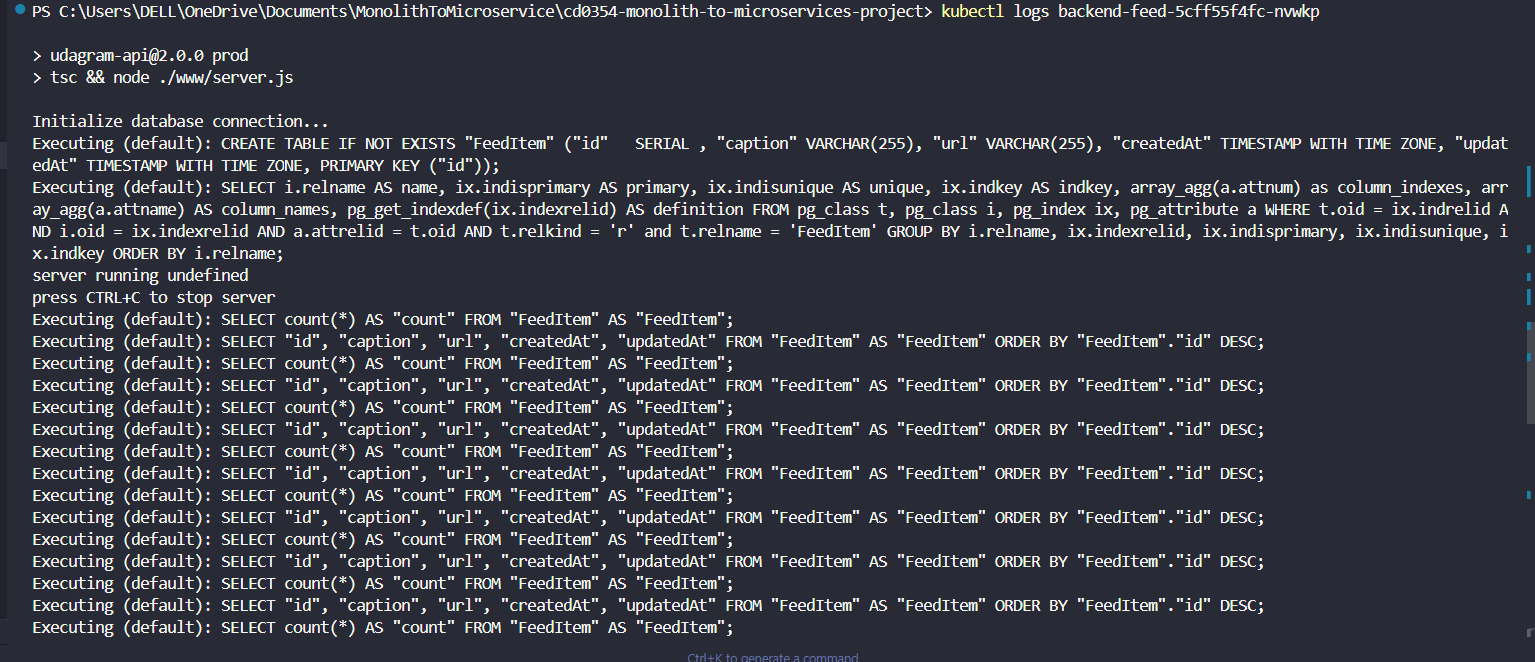 PS C:\Users\DELL\OneDrive\Documents\MonolithToMicroservice\cd0354-monolith-to-microservices-project> kubectl logs backend-feed-5cff55f4fc-nvwkp
> udagram-api@2.0.0 prod
> tsc && node ./www/server.js
Initialize database connection...
Executing (default): CREATE TABLE IF NOT EXISTS "FeedItem" ("id"   SERIAL , "caption" VARCHAR(255), "url" VARCHAR(255), "createdAt" TIMESTAMP WITH TIME ZONE, "updat
edAt" TIMESTAMP WITH TIME ZONE, PRIMARY KEY ("id"));
Executing (default): SELECT i.relname AS name, ix.indisprimary AS primary, ix.indisunique AS unique, ix.indkey AS indkey, array_agg(a.attnum) as column_indexes, arr
ay_agg(a.attname) AS column_names, pg_get_indexdef(ix.indexrelid) AS definition FROM pg_class t, pg_class i, pg_index ix, pg_attribute a WHERE t.oid = ix.indrelid A
ND i.oid = ix.indexrelid AND a.attrelid = t.oid AND t.relkind = 'r' and t.relname = 'FeedItem' GROUP BY i.relname, ix.indexrelid, ix.indisprimary, ix.indisunique, i
x.indkey ORDER BY i.relname;
server running undefined
press CTRL+C to stop server
Executing (default): SELECT count(*) AS "count" FROM "FeedItem" AS "FeedItem";
Executing (default): SELECT "id", "caption", "url", "createdAt", "updatedAt" FROM "FeedItem" AS "FeedItem" ORDER BY "FeedItem"."id" DESC;
Executing (default): SELECT count(*) AS "count" FROM "FeedItem" AS "FeedItem";
Executing (default): SELECT "id", "caption", "url", "createdAt", "updatedAt" FROM "FeedItem" AS "FeedItem" ORDER BY "FeedItem"."id" DESC;
Executing (default): SELECT count(*) AS "count" FROM "FeedItem" AS "FeedItem";
Executing (default): SELECT "id", "caption", "url", "createdAt", "updatedAt" FROM "FeedItem" AS "FeedItem" ORDER BY "FeedItem"."id" DESC;
Executing (default): SELECT count(*) AS "count" FROM "FeedItem" AS "FeedItem";
Executing (default): SELECT "id", "caption", "url", "createdAt", "updatedAt" FROM "FeedItem" AS "FeedItem" ORDER BY "FeedItem"."id" DESC;
Executing (default): SELECT count(*) AS "count" FROM "FeedItem" AS "FeedItem";
Executing (default): SELECT "id", "caption", "url", "createdAt", "updatedAt" FROM "FeedItem" AS "FeedItem" ORDER BY "FeedItem"."id" DESC;
Executing (default): SELECT count(*) AS "count" FROM "FeedItem" AS "FeedItem";
Executing (default): SELECT "id", "caption", "url", "createdAt", "updatedAt" FROM "FeedItem" AS "FeedItem" ORDER BY "FeedItem"."id" DESC;
Executing (default): SELECT count(*) AS "count" FROM "FeedItem" AS "FeedItem";
Executing (default): SELECT "id", "caption", "url", "createdAt", "updatedAt" FROM "FeedItem" AS "FeedItem" ORDER BY "FeedItem"."id" DESC;
Executing (default): SELECT count(*) AS "count" FROM "FeedItem" AS "FeedItem";
Ctrl+K to generate a command